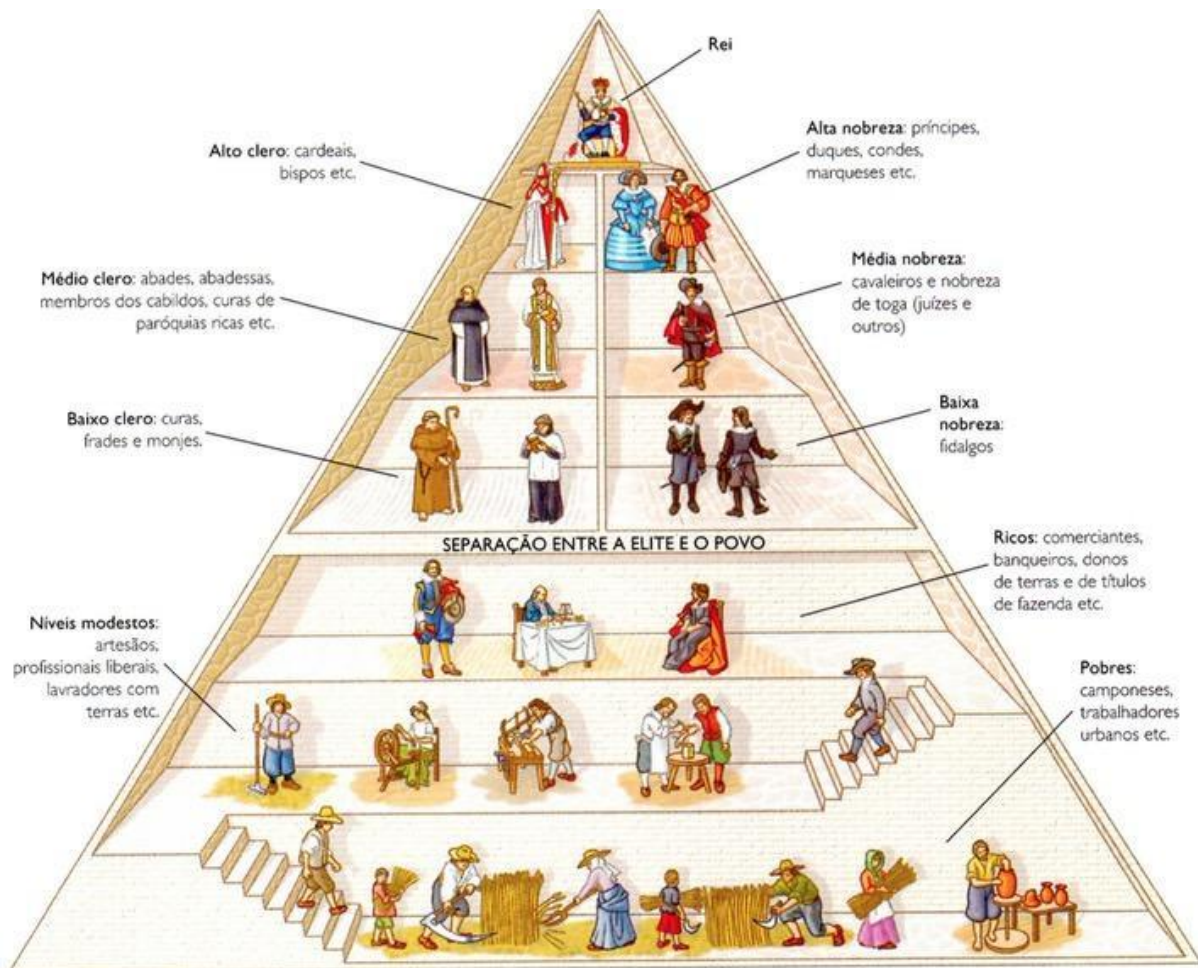 Rei
Alto clero: cardeais,
bispos etc.
Alta nobreza: príncipes,
duques, condes,
marqueses etc.
Médio clero: abades, abadessas,
membros dos cabildos, curas de
paróquias ricas etc.
Média nobreza:
cavaleiros e nobreza
de toga (juízes e
outros)
Baixo clero: curas,
frades e monjes.
Baixa
nobreza:
fidalgos
SEPARAÇÃO ENTRE A ELITE E O POVO
Ricos: comerciantes,
banqueiros, donos
de terras e de títulos
de fazenda etc.
Níveis modestos:
artesãos,
profissionais liberais,
lavradores com
terras etc.
Pobres:
camponeses,
trabalhadores
urbanos etc.